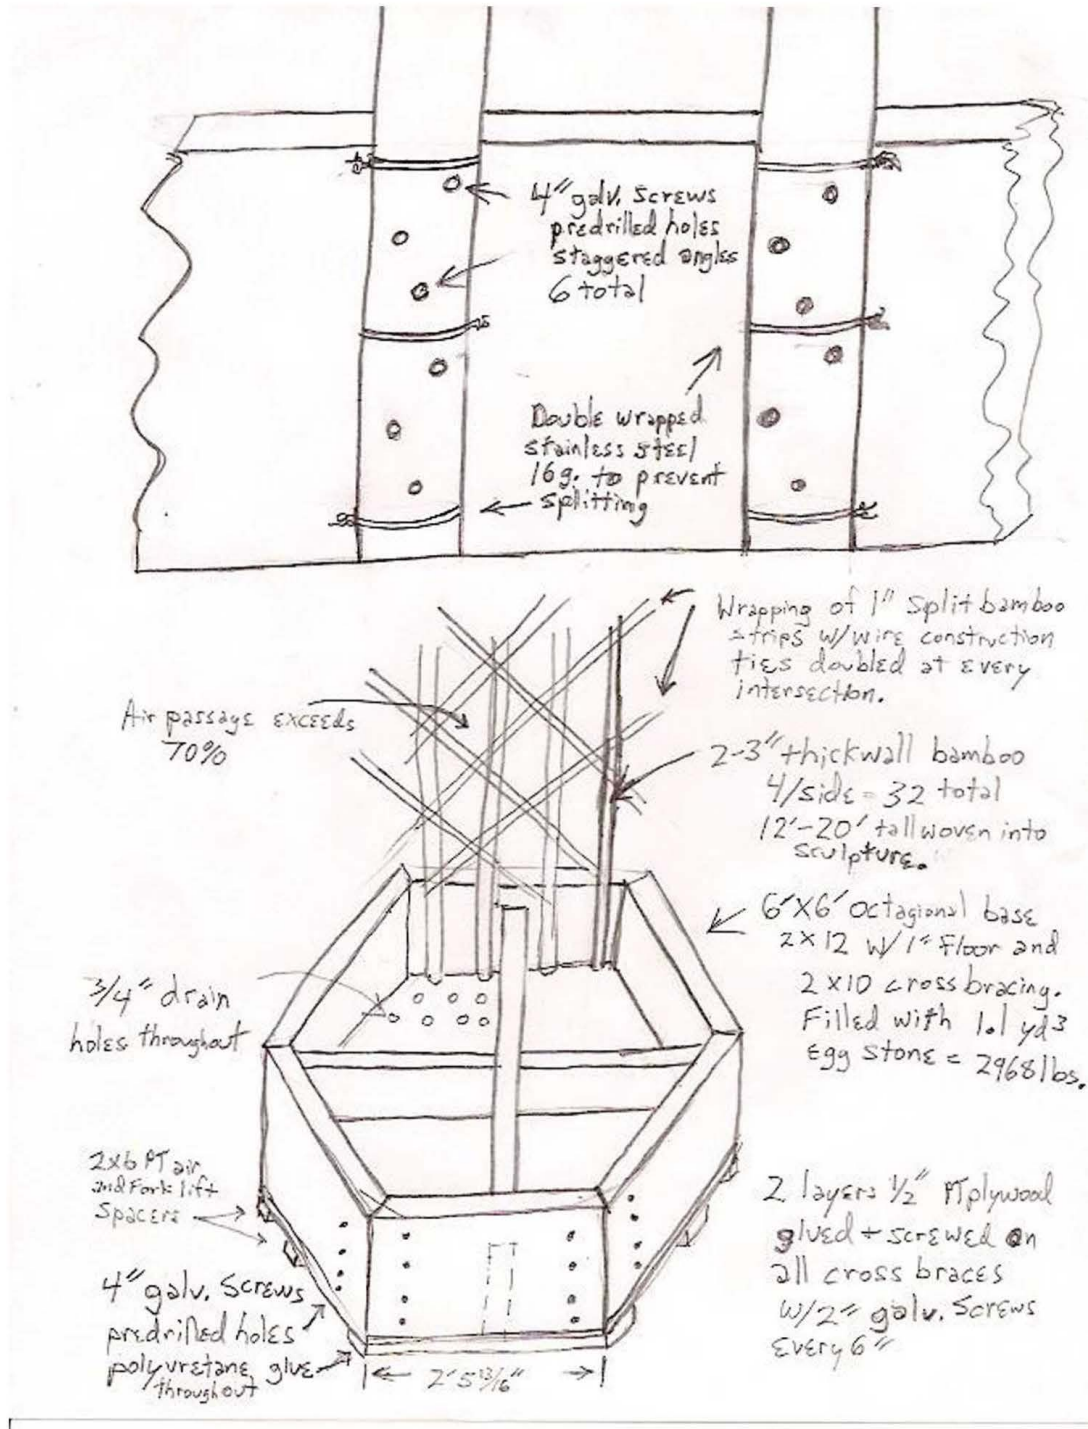 4" galv. screws
predrilled holes
staggered angles
6 total
Double wrapped
stainless steel
16g. to prevent
splitting
Wrapping of 1" split bamboo
strips w/wire construction
ties doubled at every
intersection.
Air passage exceeds
70%
2-3" thickwall bamboo
4/side = 32 total
12'-20' tall woven into
sculpture.
6'X6' octagional base
2X12 w/1" floor and
2x10 cross bracing.
Filled with 1.1 yd³
egg stone = 2968lbs.
3/4" drain
holes throughout
2X6 PT air
and Fork lift
spacers
4" galv. screws
predrilled holes
polyuretane glue
throughout
2' 5 13/16"
2 layers 1/2" PT plywood
glued + screwed on
all cross braces
w/2" galv. screws
every 6"